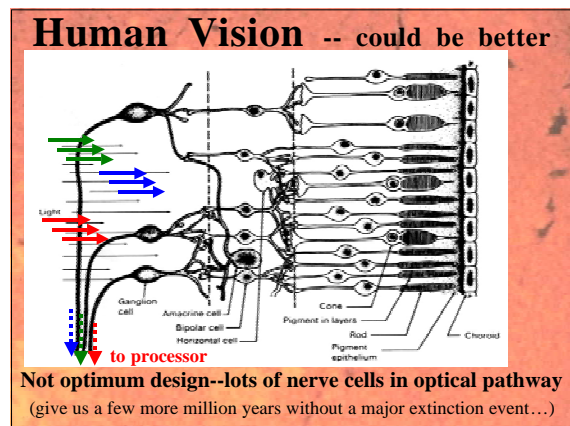 Human Vision -- could be better
Light
Ganglion
cell
Amacrine cell
Bipolar cell
Horizontal cell
Cone
Pigment in layers
Rod
Pigment
epithelium
Choroid
to processor
Not optimum design--lots of nerve cells in optical pathway
(give us a few more million years without a major extinction event…)